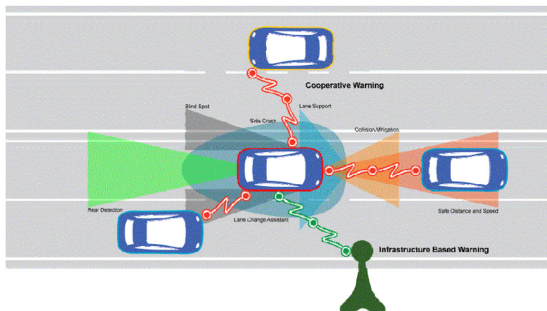 Cooperative Warning
Blind Spot
Lane Support
Side Crash
Collision Mitigation
Rear Detection
Lane Change Assistant
Safe Distance and Speed
Infrastructure Based Warning